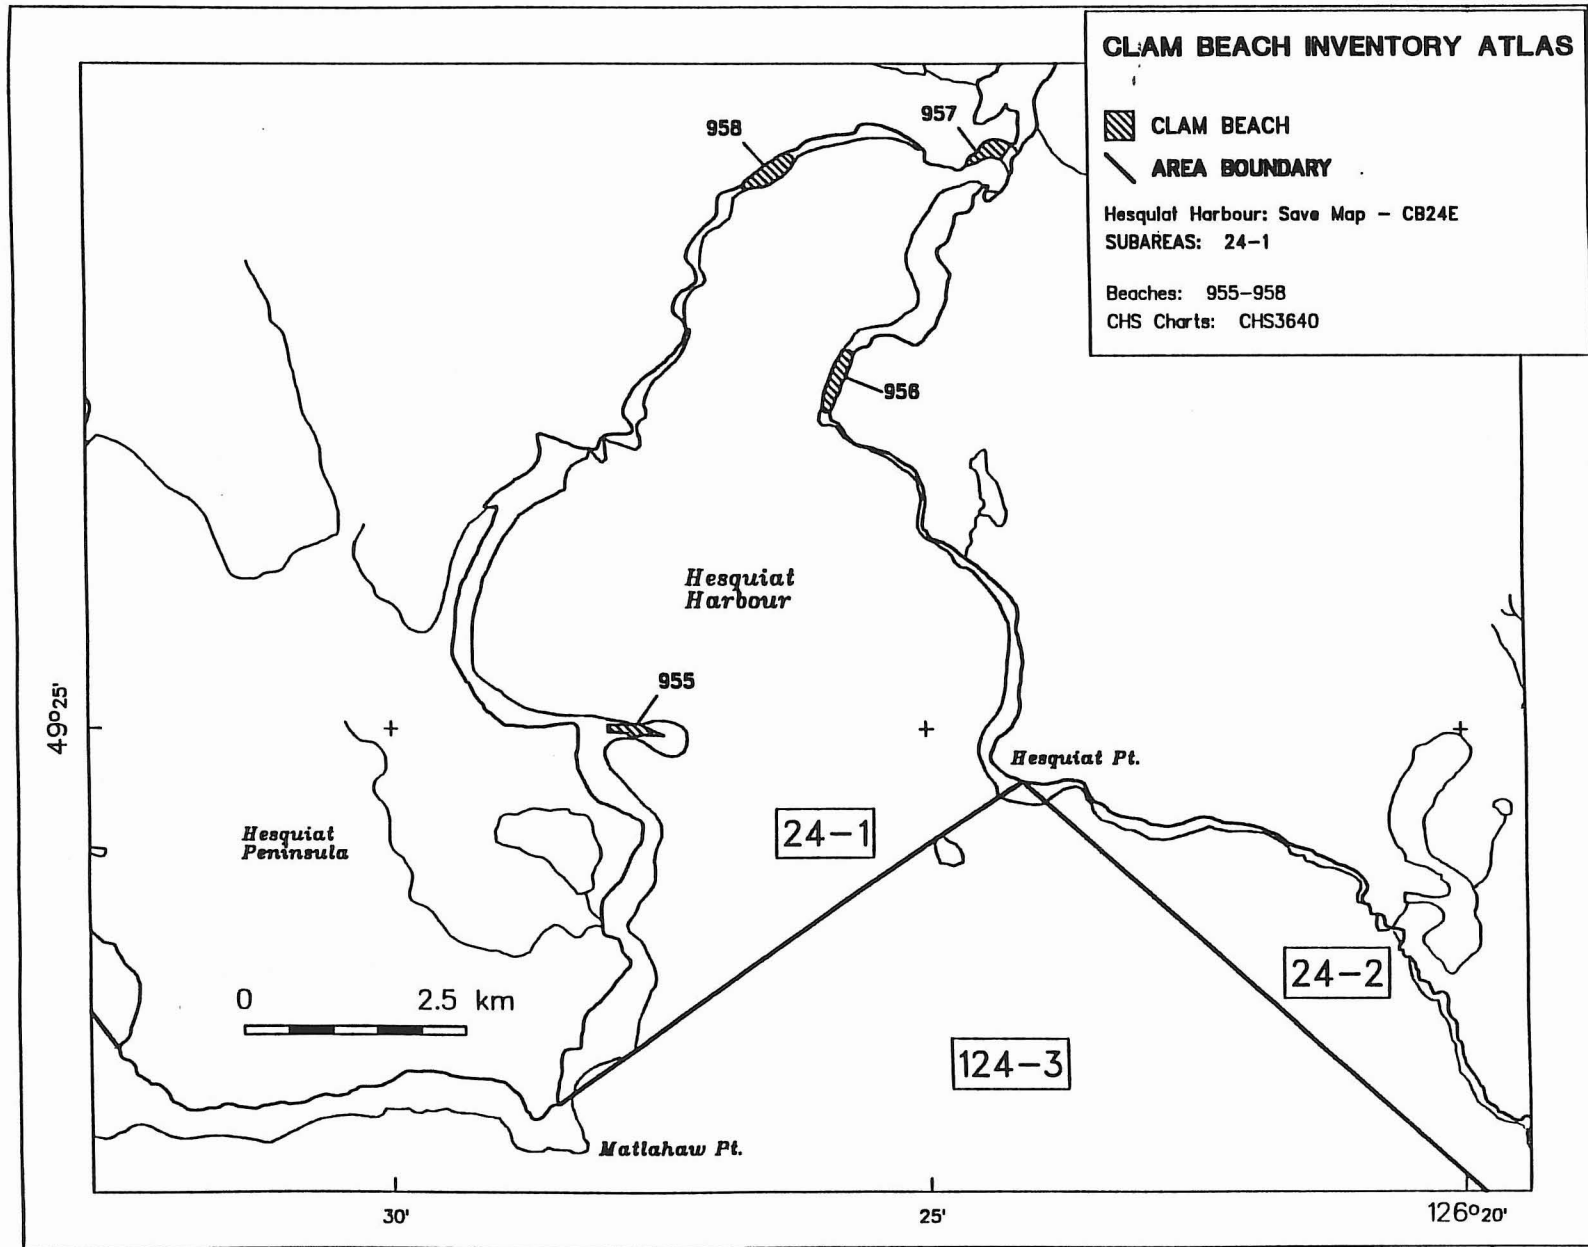 CLAM BEACH INVENTORY ATLAS
CLAM BEACH
AREA BOUNDARY
Hesquiat Harbour: Save Map - CB24E
SUBAREAS: 24-1
Beaches: 955-958
CHS Charts: CHS3640
957
958
956
Hesquiat
Harbour
955
49°25'
Hesquiat Pt.
24-1
Hesquiat
Peninsula
24-2
0 2.5 km
124-3
Matlahaw Pt.
30' 25' 126°20'